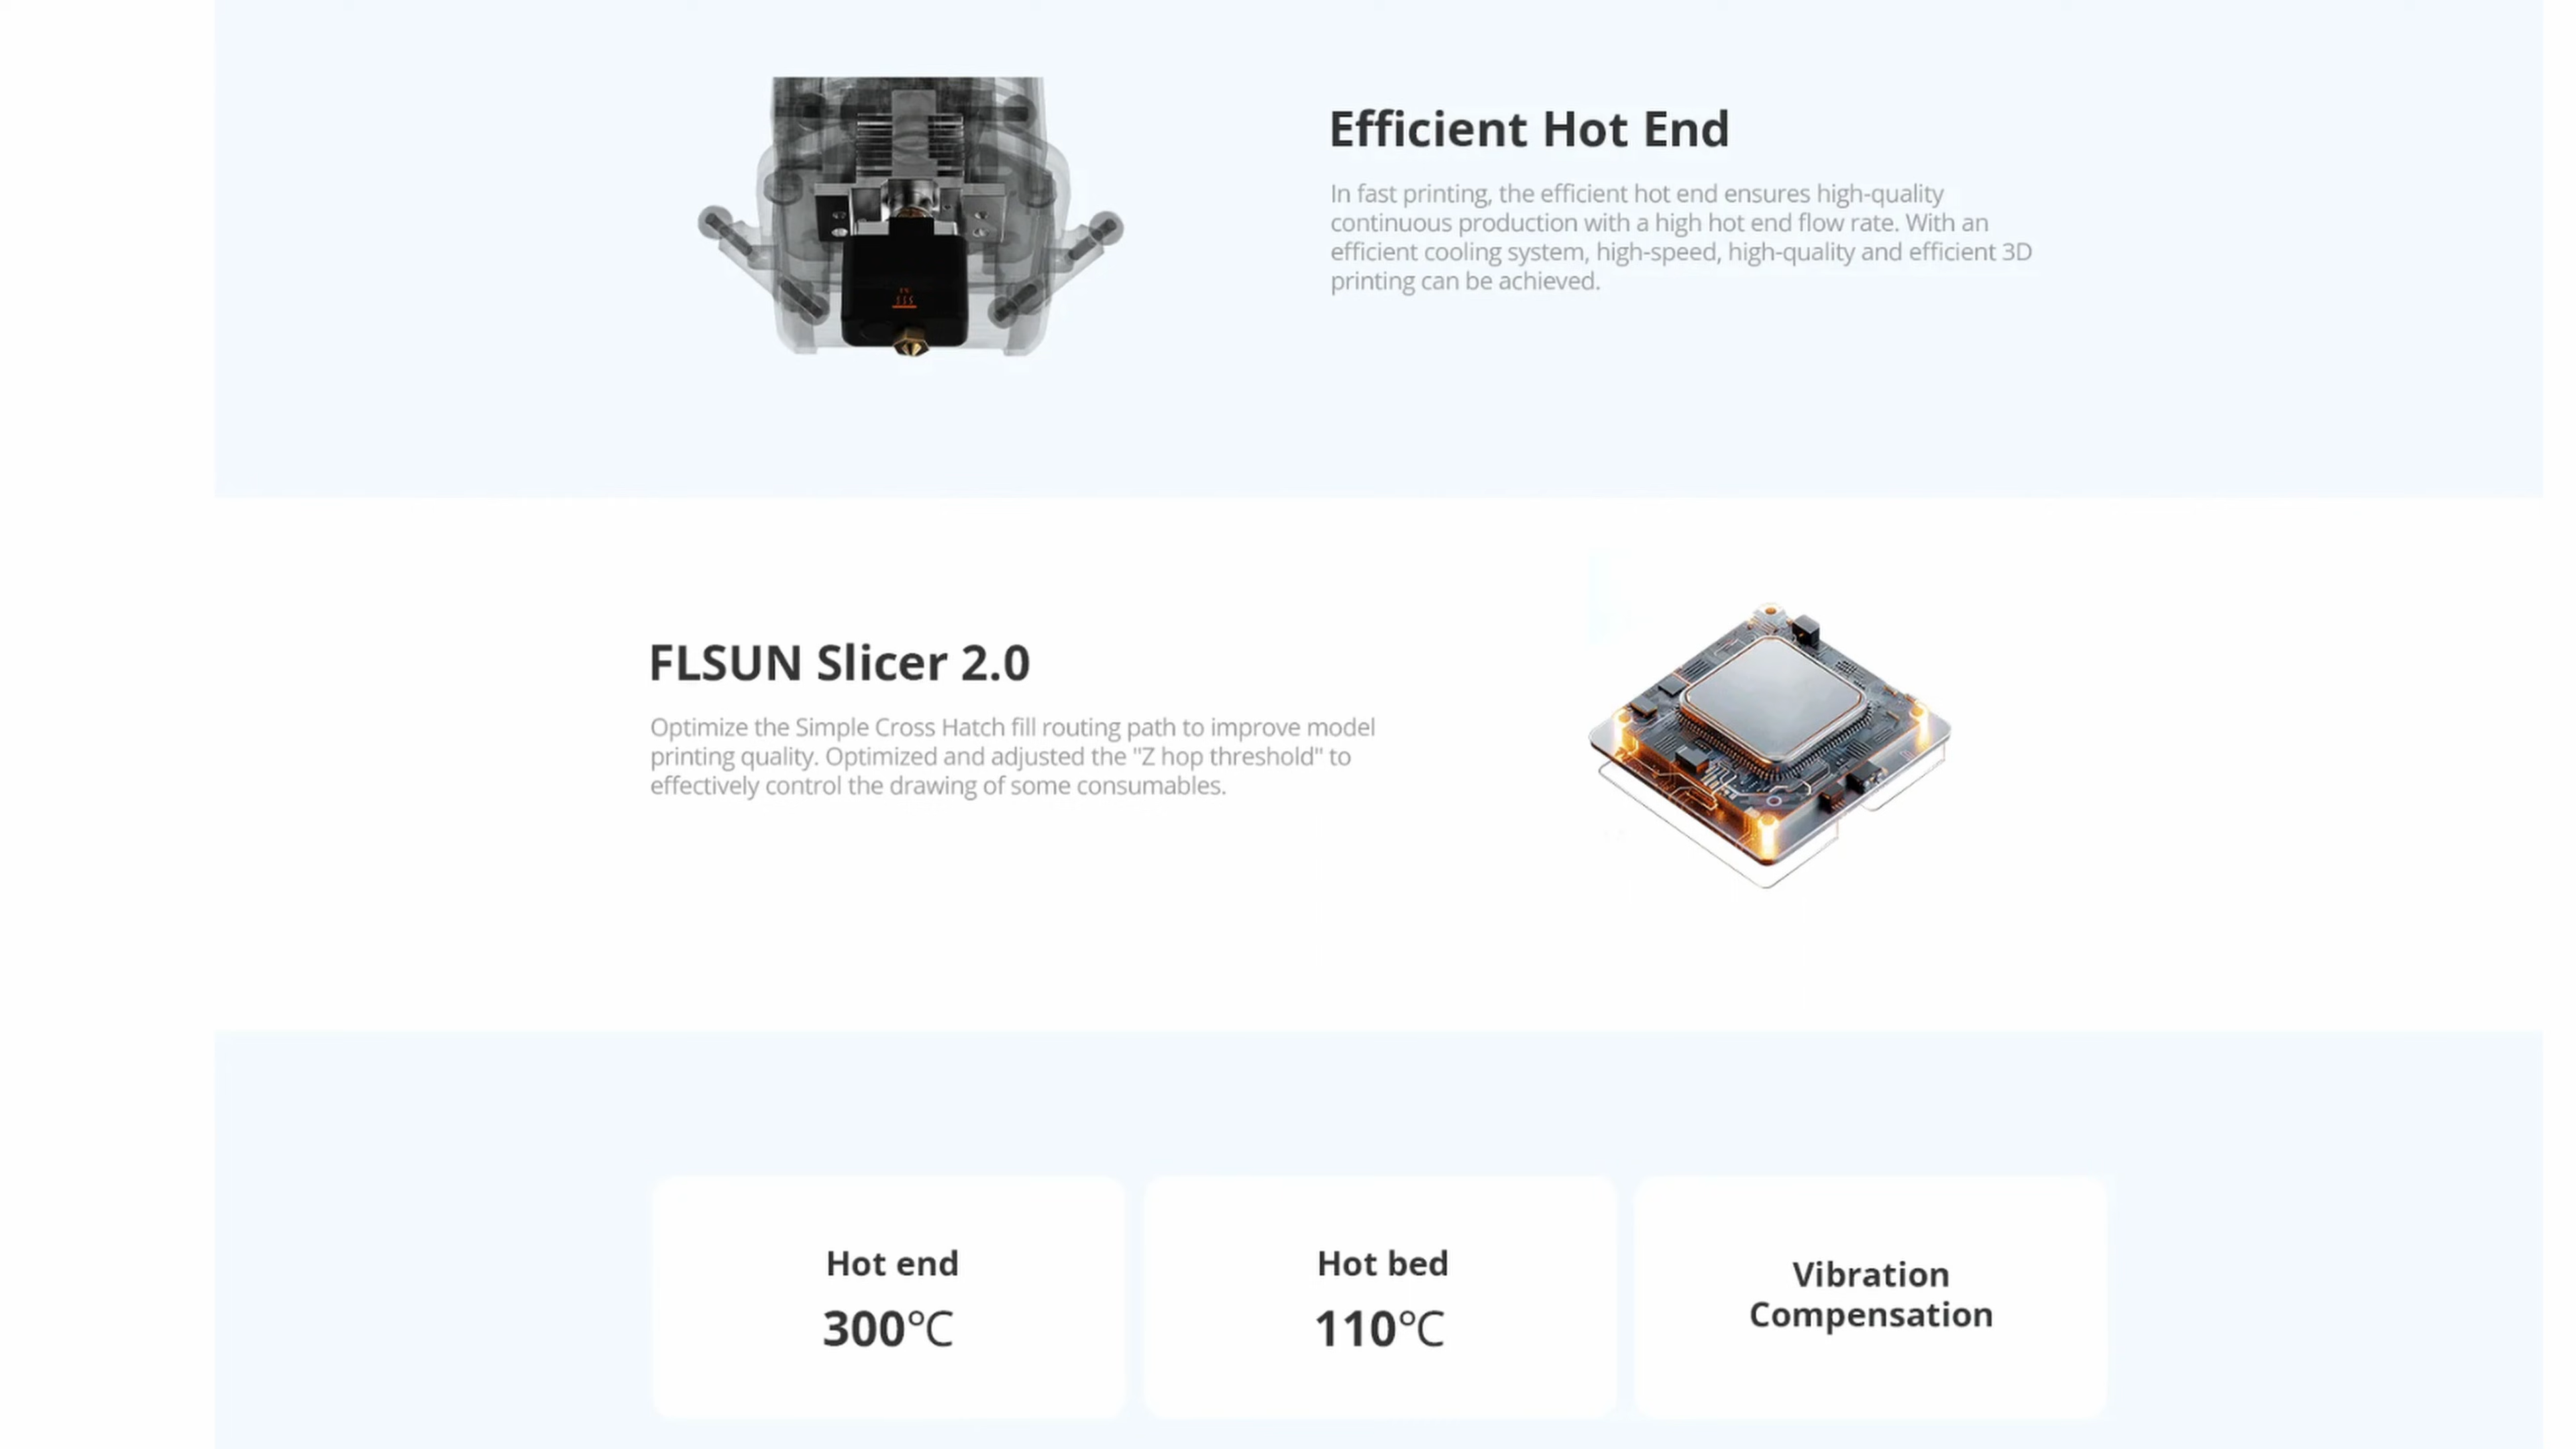 Efficient Hot End
In fast printing, the efficient hot end ensures high-quality
continuous production with a high hot end flow rate. With an
efficient cooling system, high-speed, high-quality and efficient 3D
printing can be achieved.
FLSUN Slicer 2.0
Optimize the Simple Cross Hatch fill routing path to improve model
printing quality. Optimized and adjusted the "Z hop threshold" to
effectively control the drawing of some consumables.
Hot end
300℃
Hot bed
110℃
Vibration
Compensation